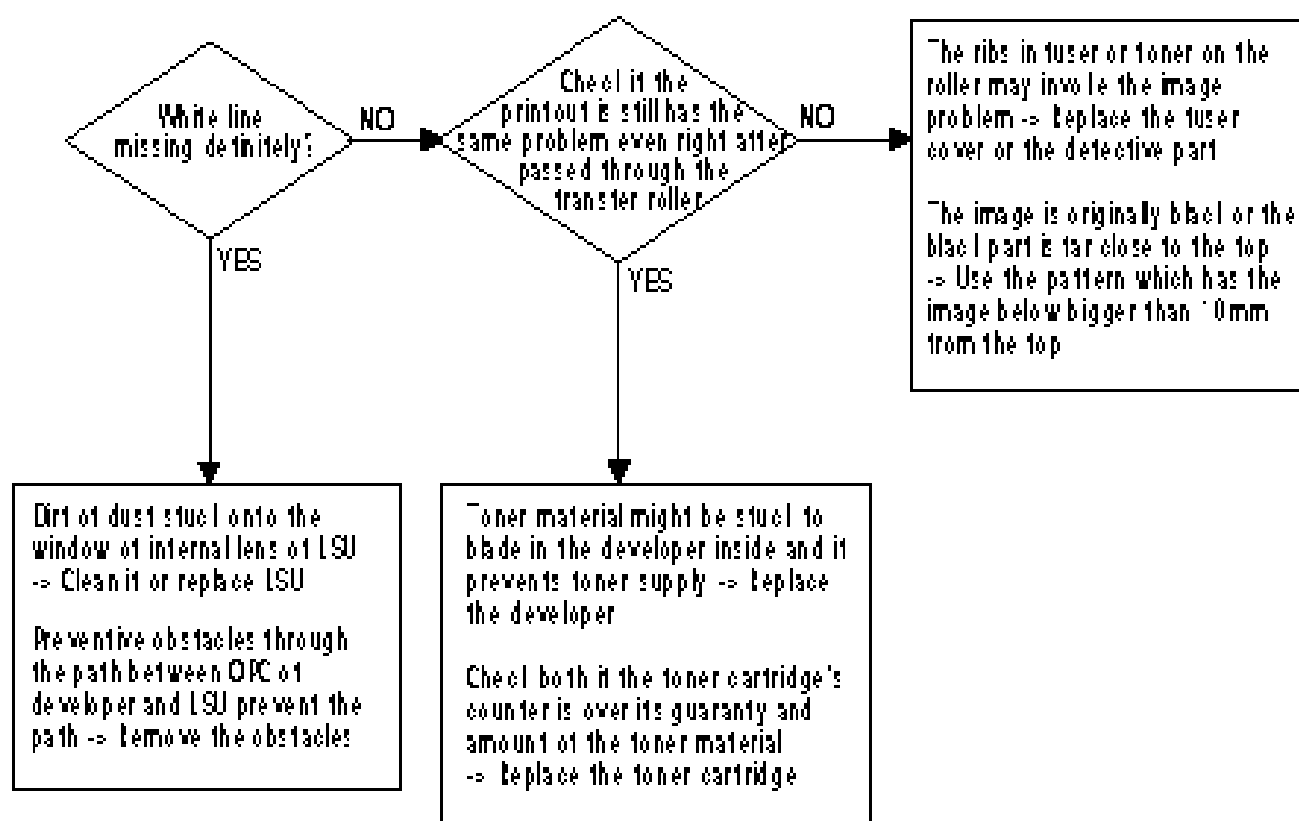 White line
missing definitely?
NO
YES
Check if the
printout is still has the
same problem even right after
passed through the
transfer roller
NO
YES
The ribs in fuser or toner on the
roller may invoke the image
problem -> Replace the fuser
cover or the defective part
The image is originally black or the
black part is far close to the top
-> Use the pattern which has the
image below bigger than 10mm
from the top
Dirt of dust stuck onto the
window of internal lens of LSU
-> Clean it or replace LSU
Preventive obstacles through
the path between OPC of
developer and LSU prevent the
path -> Remove the obstacles
Toner material might be stuck to
blade in the developer inside and it
prevents toner supply -> Replace
the developer
Check both if the toner cartridge's
counter is over its guaranty and
amount of the toner material
-> Replace the toner cartridge